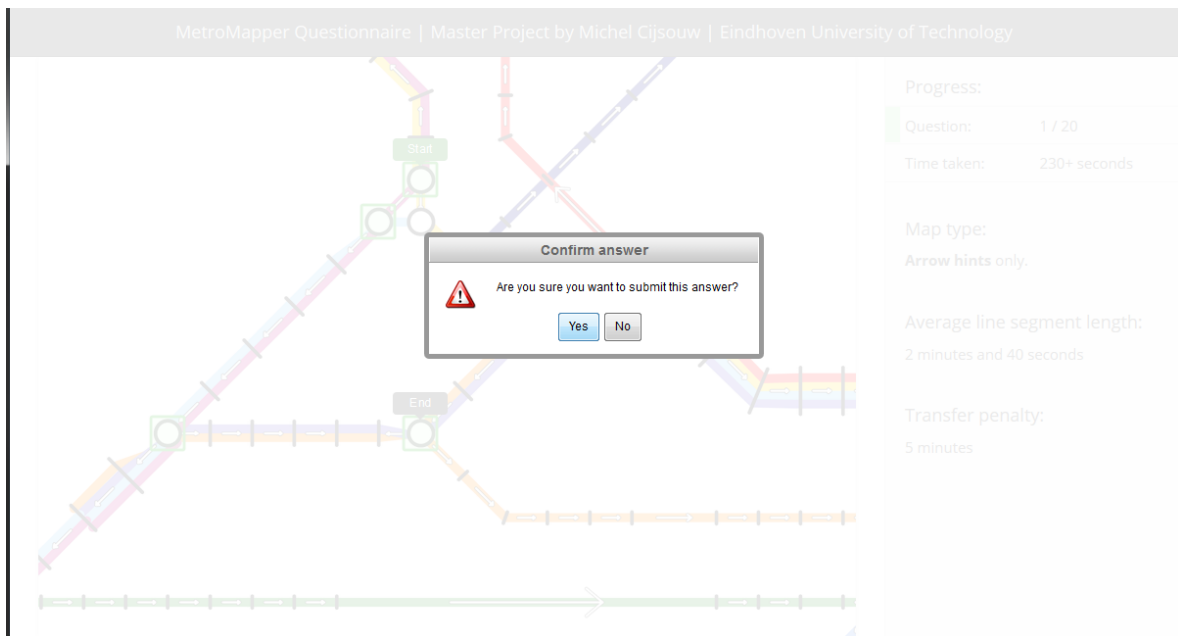 MetroMapper Questionnaire | Master Project by Michel Cijsouw | Eindhoven University of Technology
Progress:
Question: 1 / 20
Time taken: 230+ seconds
Map type:
Arrow hints only.
Average line segment length:
2 minutes and 40 seconds
Transfer penalty:
5 minutes
Start
Confirm answer
Are you sure you want to submit this answer?
Yes No
End